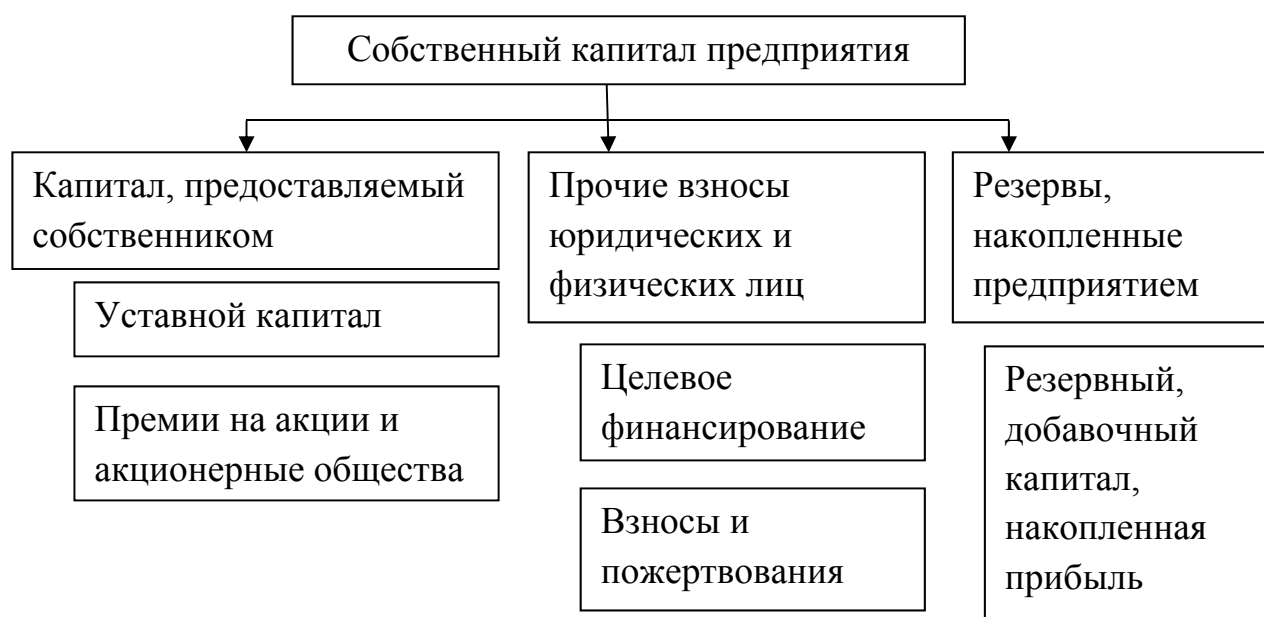 Собственный капитал предприятия
Капитал, предоставляемый
собственником
Уставной капитал
Премии на акции и
акционерные общества
Прочие взносы
юридических и
физических лиц
Целевое
финансирование
Взносы и
пожертвования
Резервы,
накопленные
предприятием
Резервный,
добавочный
капитал,
накопленная
прибыль